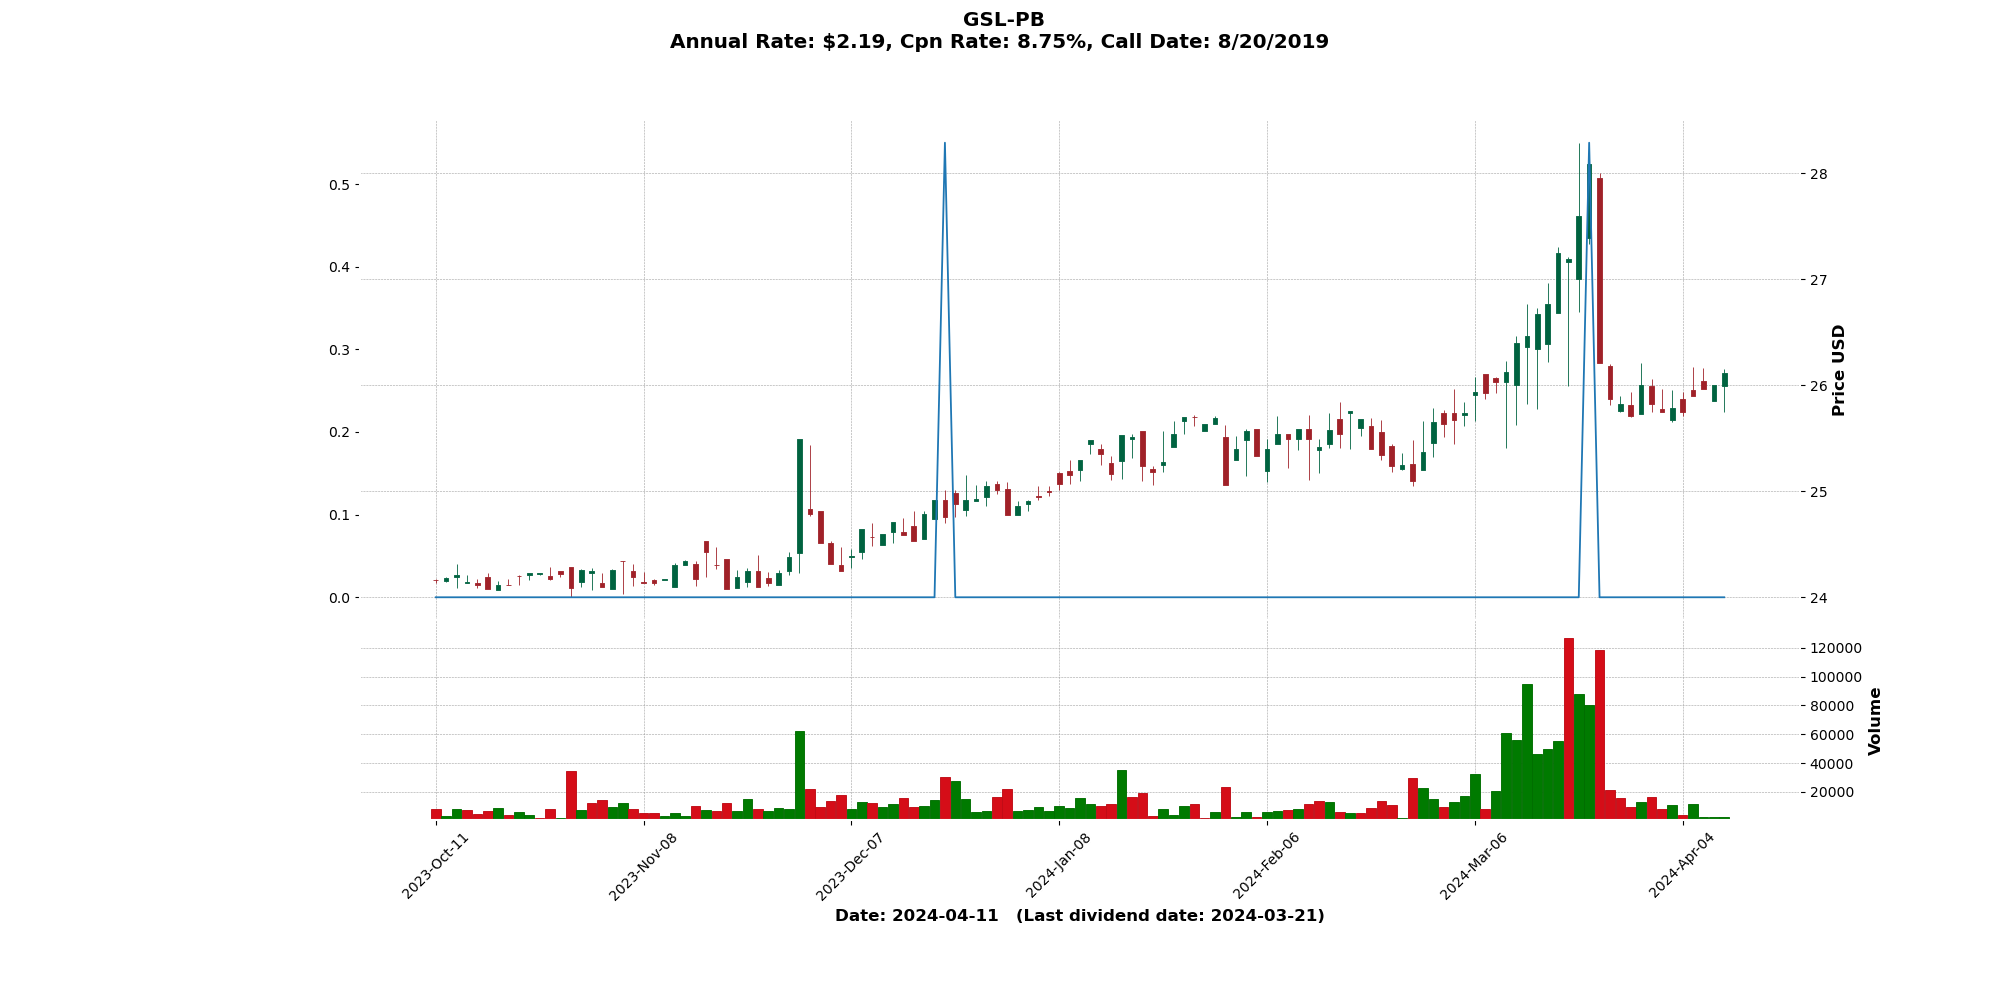 GSL-PB
Annual Rate: $2.19, Cpn Rate: 8.75%, Call Date: 8/20/2019
0.5
0.4
0.3
0.2
0.1
0.0
28
27
26
25
24
Price USD
120000
100000
80000
60000
40000
20000
Volume
2023-Oct-11
2023-Nov-08
2023-Dec-07
2024-Jan-08
2024-Feb-06
2024-Mar-06
2024-Apr-04
Date: 2024-04-11 (Last dividend date: 2024-03-21)